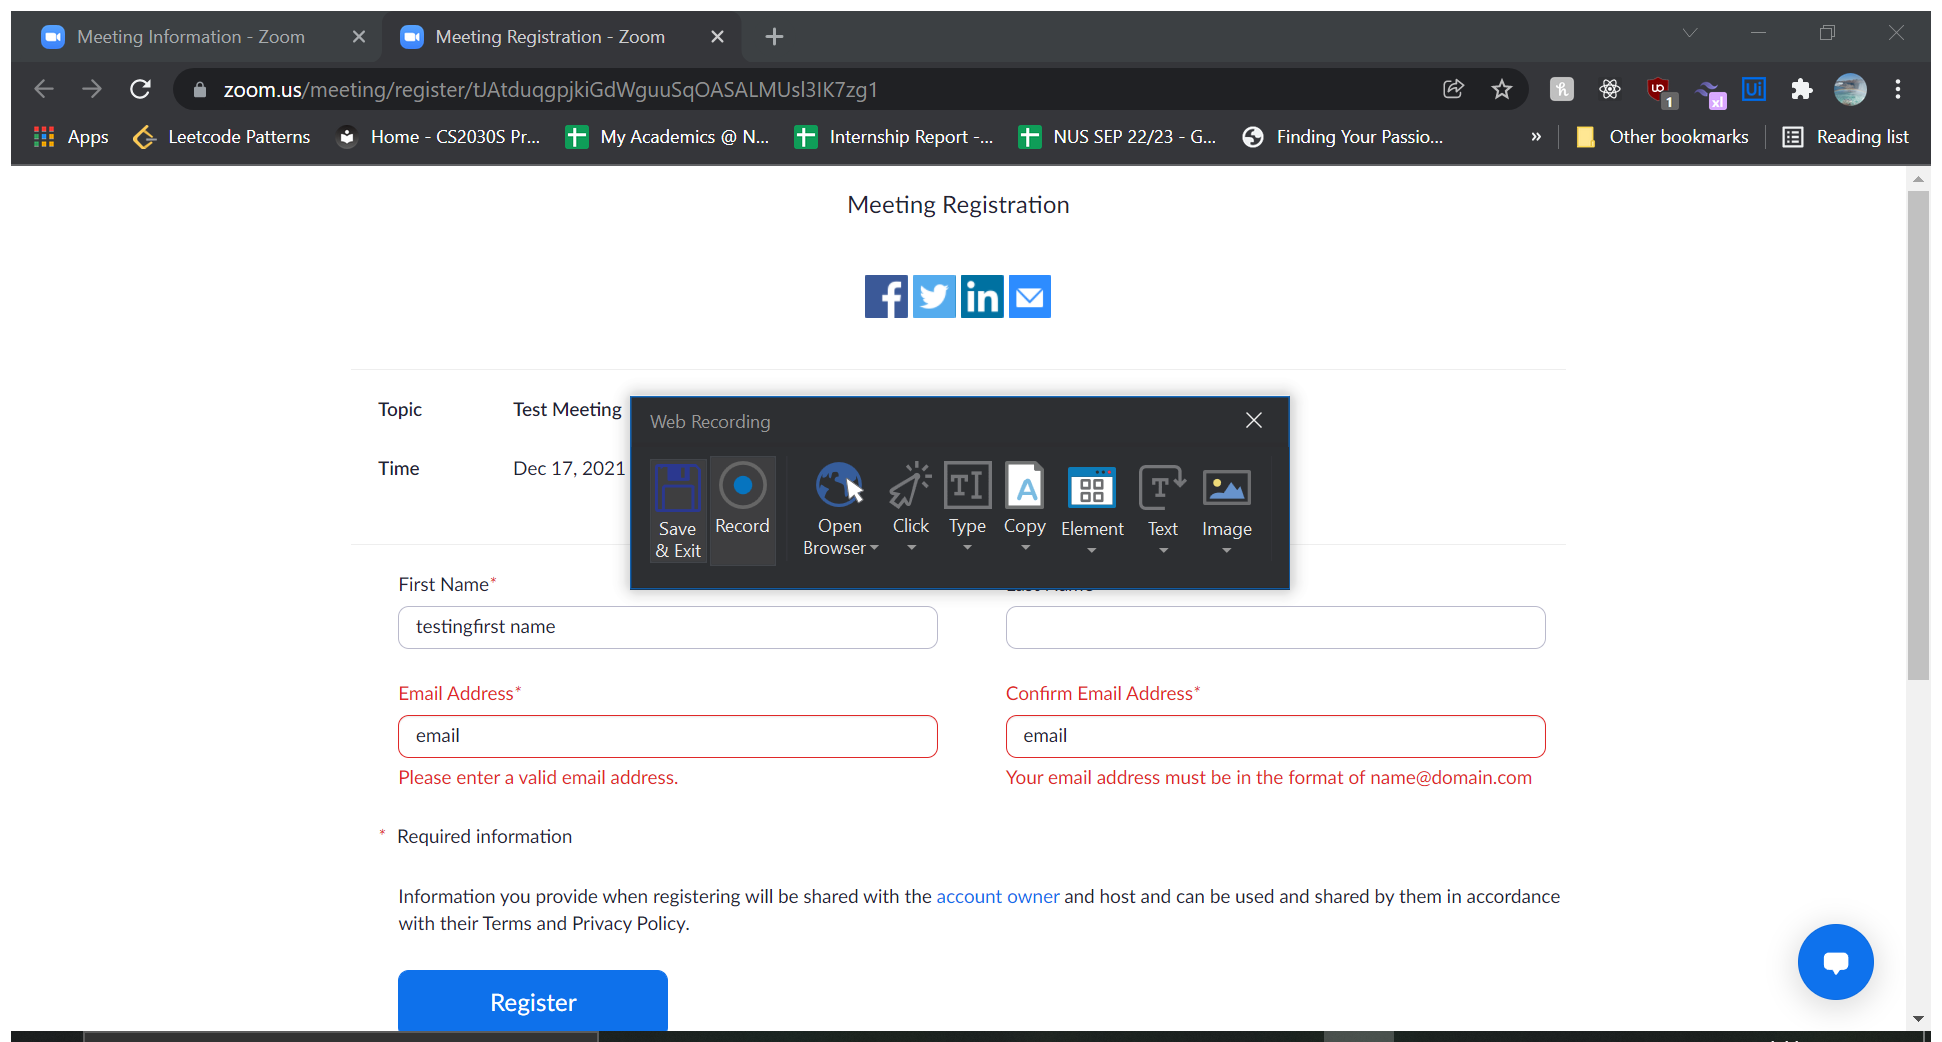 Meeting Information - Zoom
Meeting Registration - Zoom
zoom.us/meeting/register/tJAtduqgpjkiGdWguuSqOASALMUsl3IK7zg1
1
xl
Ui
Apps
Leetcode Patterns
Home - CS2030S Pr...
My Academics @ N...
Internship Report -...
NUS SEP 22/23 - G...
Finding Your Passio...
»
Other bookmarks
Reading list
Meeting Registration
Topic
Test Meeting
Time
Dec 17, 2021
Web Recording
Save
& Exit
Record
Open
Browser
Click
Type
Copy
Element
Text
Image
First Name*
testingfirst name
Email Address*
Confirm Email Address*
email
email
Please enter a valid email address.
Your email address must be in the format of name@domain.com
* Required information
Information you provide when registering will be shared with the account owner and host and can be used and shared by them in accordance
with their Terms and Privacy Policy.
Register